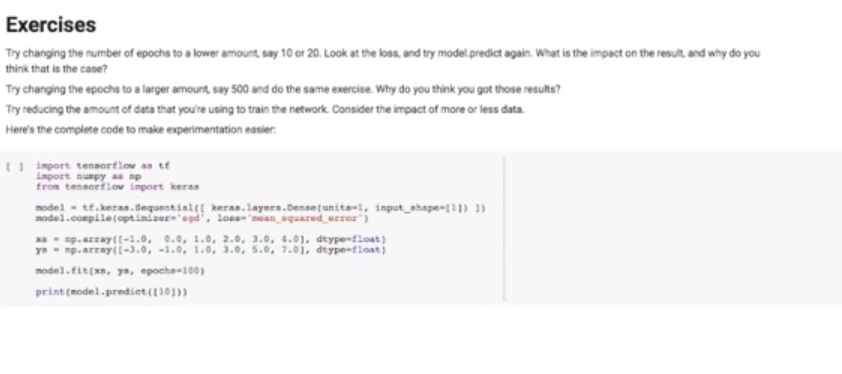 Exercises
Try changing the number of epochs to a lower amount, say 10 or 20. Look at the loss, and try model.predict again. What is the impact on the result, and why do you
think that is the case?
Try changing the epochs to a larger amount, say 500 and do the same exercise. Why do you think you got those results?
Try reducing the amount of data that you're using to train the network. Consider the impact of more or less data.
Here's the complete code to make experimentation easier:
[ ] import tensorflow as tf
import numpy as np
from tensorflow import keras
model = tf.keras.Sequential([ keras.layers.Dense(units=1, input_shape=[1]) ])
model.compile(optimizer='sgd', loss='mean_squared_error')
xs = np.array([-1.0, 0.0, 1.0, 2.0, 3.0, 4.0], dtype=float)
ys = np.array([-3.0, -1.0, 1.0, 3.0, 5.0, 7.0], dtype=float)
model.fit(xs, ys, epochs=100)
print(model.predict([10]))